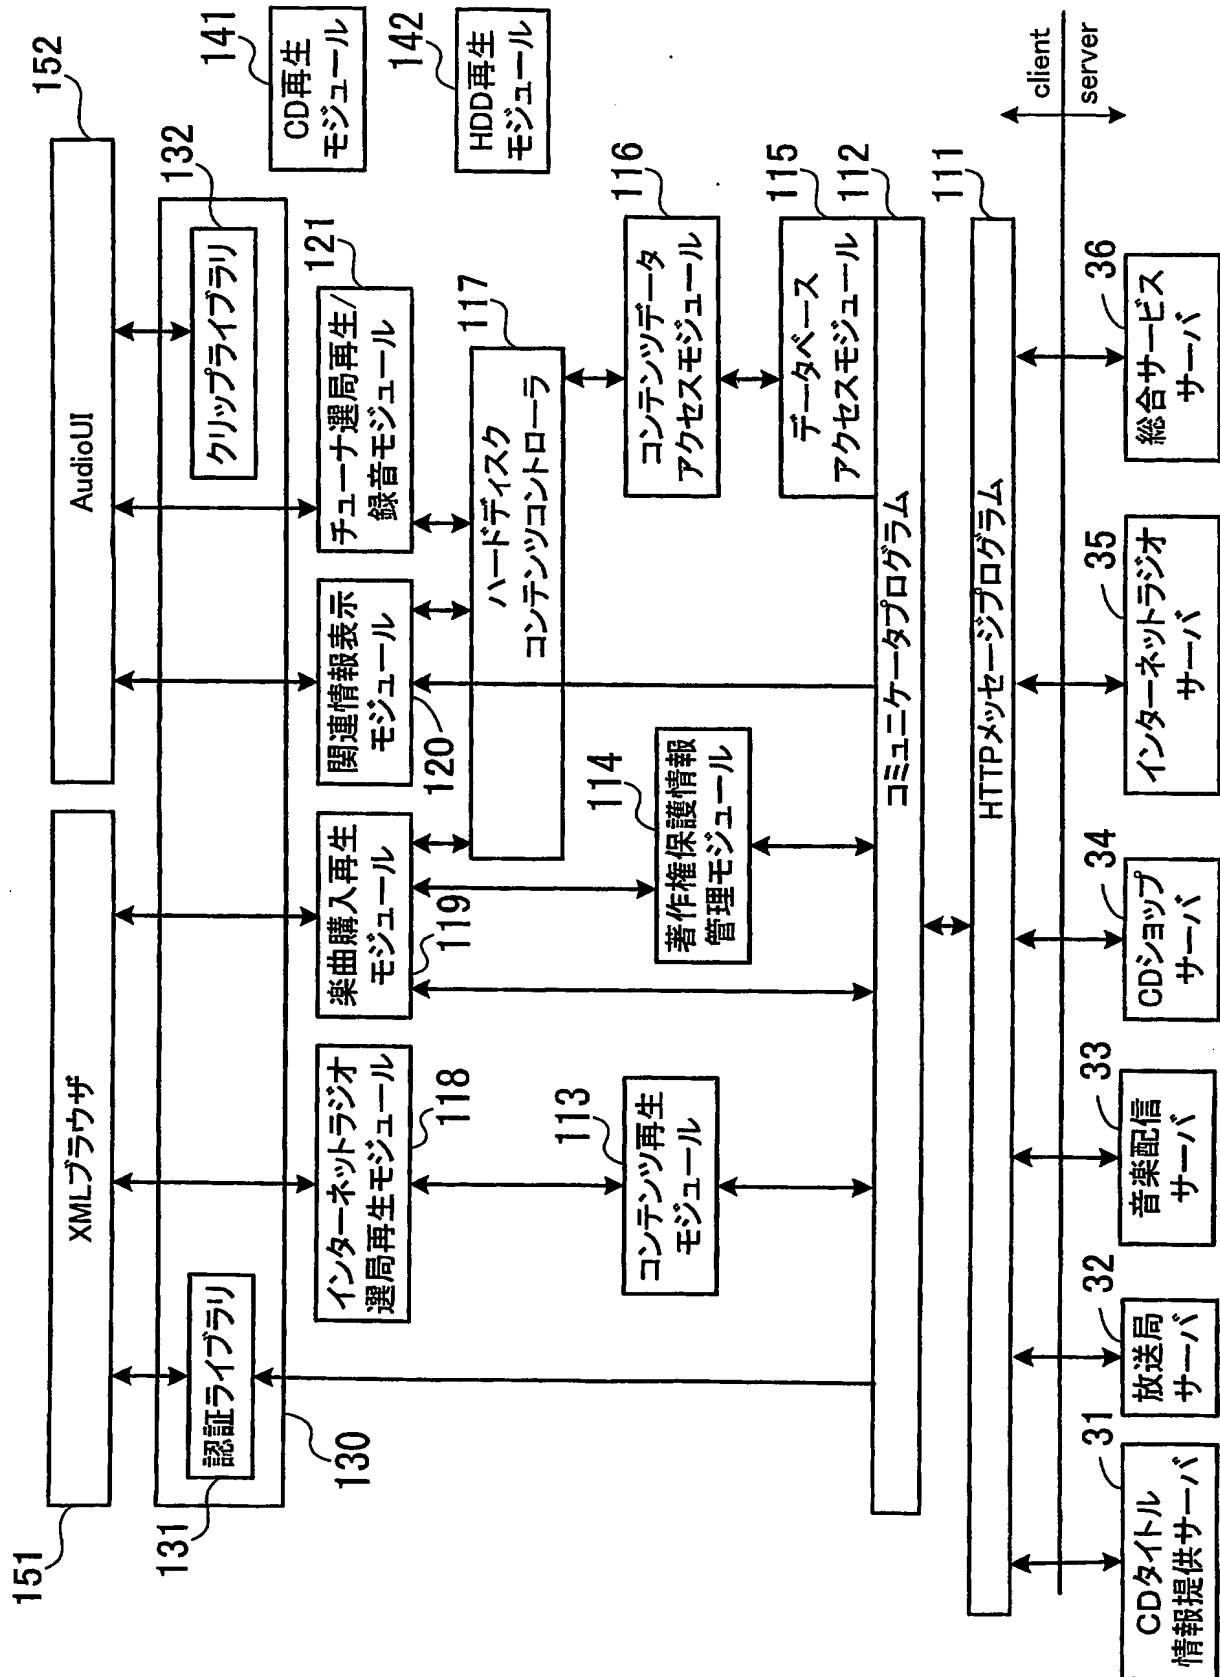 151
XMLブラウザ
AudioUI
152
131
認証ライブラリ
130
クリップライブラリ
132
CD再生
モジュール
141
HDD再生
モジュール
142
インターネットラジオ
選局再生モジュール
118
楽曲購入再生
モジュール
119
関連情報表示
モジュール
120
チューナ選局再生/
録音モジュール
121
ハードディスク
コンテンツコントローラ
117
コンテンツ再生
モジュール
113
著作権保護情報
管理モジュール
114
コンテンツデータ
アクセスモジュール
116
データベース
アクセスモジュール
115
コミュニケータプログラム
112
HTTPメッセージプログラム
111
client
server
CDタイトル
情報提供サーバ
31
放送局
サーバ
32
音楽配信
サーバ
33
CDショップ
サーバ
34
インターネットラジオ
サーバ
35
総合サービス
サーバ
36